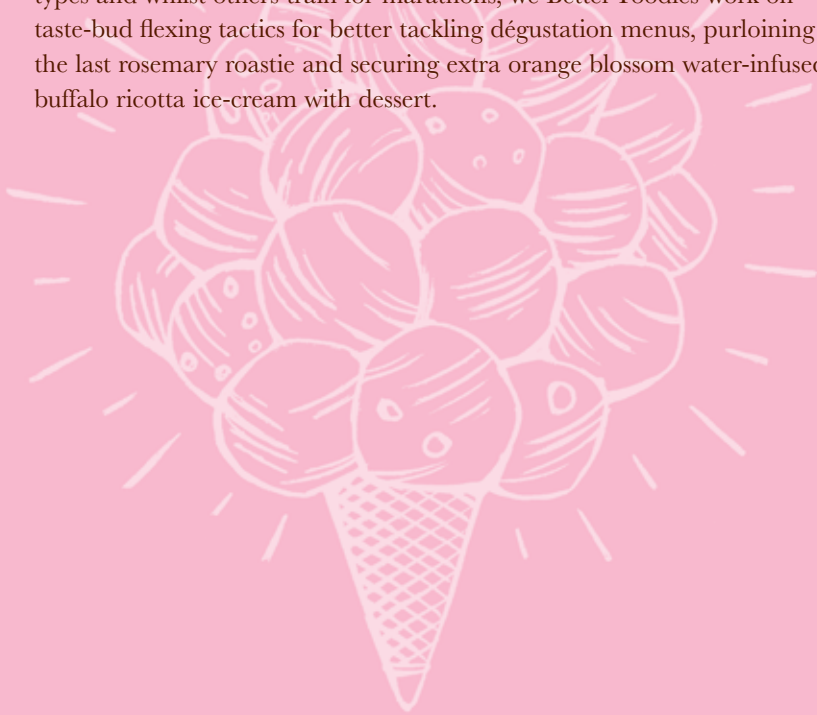 types and whilst others train for marathons, we Better Foodies work on
taste-bud flexing tactics for better tackling dégustation menus, purloining
the last rosemary roastie and securing extra orange blossom water-infused
buffalo ricotta ice-cream with dessert.